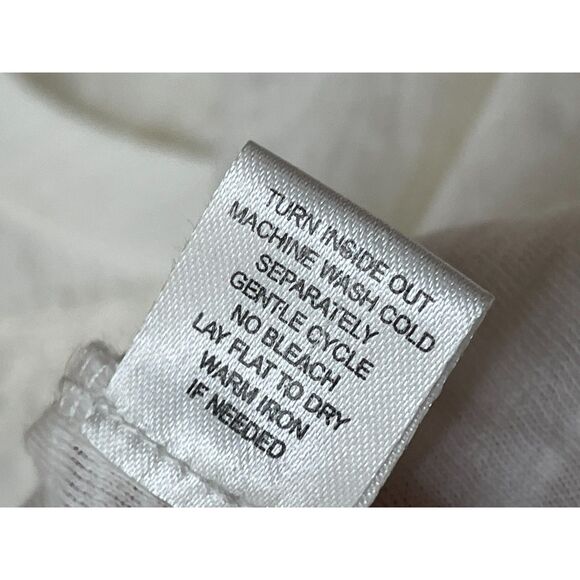 TURN INSIDE OUT
MACHINE WASH COLD
SEPARATELY
GENTLE CYCLE
NO BLEACH
LAY FLAT TO DRY
WARM IRON
IF NEEDED